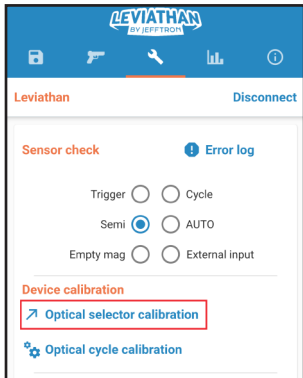 LEVIATHAN
BY JEFFTRON
Leviathan Disconnect
Sensor check Error log
Trigger Cycle
Semi AUTO
Empty mag External input
Device calibration
Optical selector calibration
Optical cycle calibration